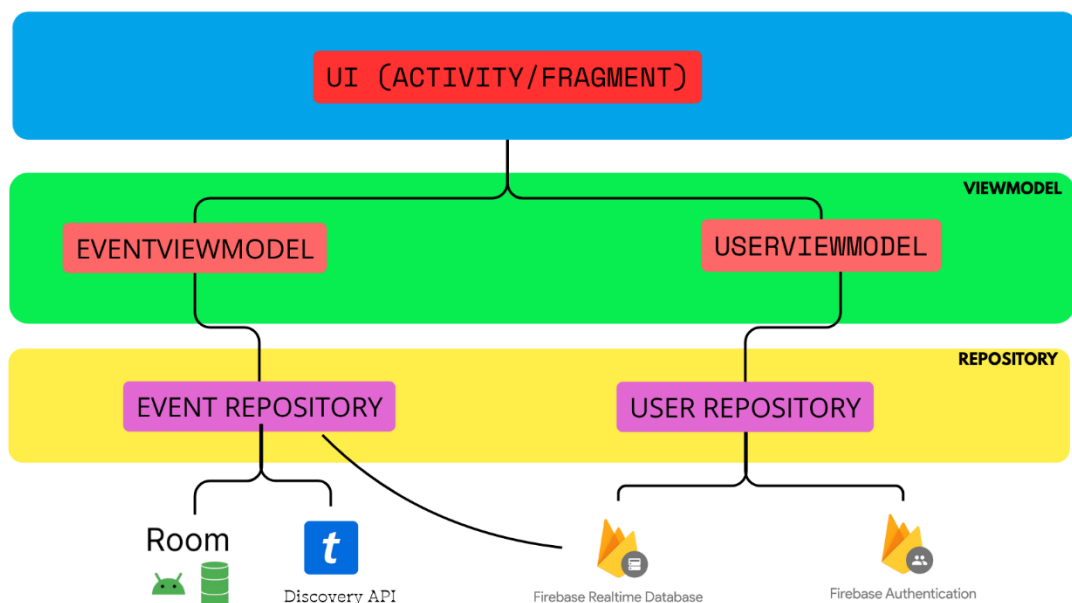 UI (ACTIVITY/FRAGMENT)
VIEWMODEL
EVENTVIEWMODEL
USERVIEWMODEL
REPOSITORY
EVENT REPOSITORY
USER REPOSITORY
Room
t
Discovery API
Firebase Realtime Database
Firebase Authentication